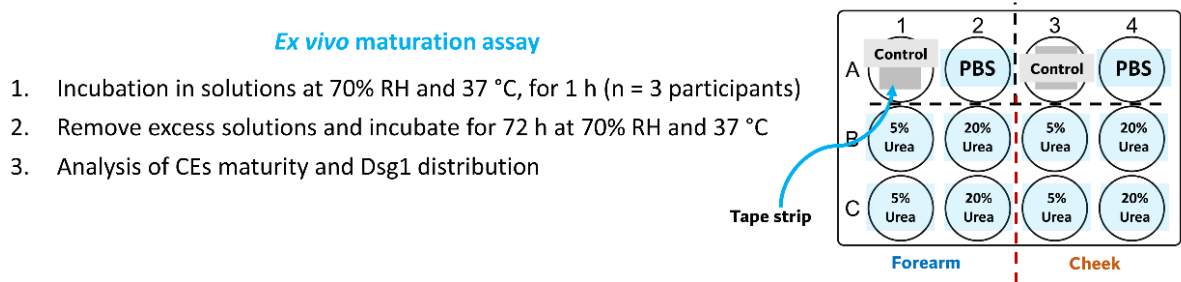 Ex vivo maturation assay
1. Incubation in solutions at 70% RH and 37 °C, for 1 h (n = 3 participants)
2. Remove excess solutions and incubate for 72 h at 70% RH and 37 °C
3. Analysis of CEs maturity and Dsg1 distribution
1 2 3 4
A Control PBS Control PBS
B 5% Urea 20% Urea 5% Urea 20% Urea
C 5% Urea 20% Urea 5% Urea 20% Urea
Tape strip
Forearm Cheek